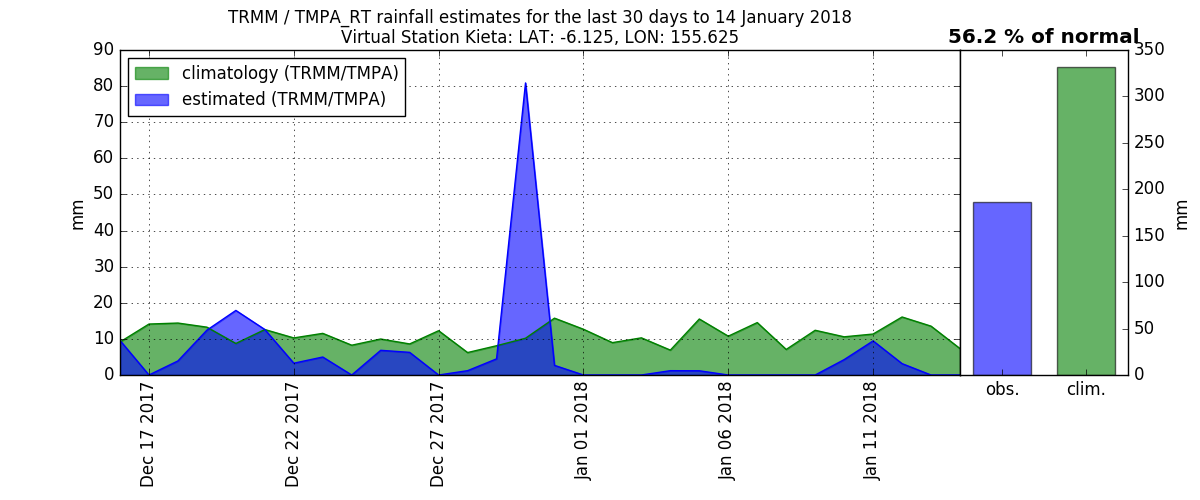 TRMM / TMPA_RT rainfall estimates for the last 30 days to 14 January 2018
Virtual Station Kieta: LAT: -6.125, LON: 155.625
56.2 % of normal
climatology (TRMM/TMPA)
estimated (TRMM/TMPA)
mm
90
80
70
60
50
40
30
20
10
0
Dec 17 2017
Dec 22 2017
Dec 27 2017
Jan 01 2018
Jan 06 2018
Jan 11 2018
obs.
clim.
350
300
250
200
150
100
50
0
mm